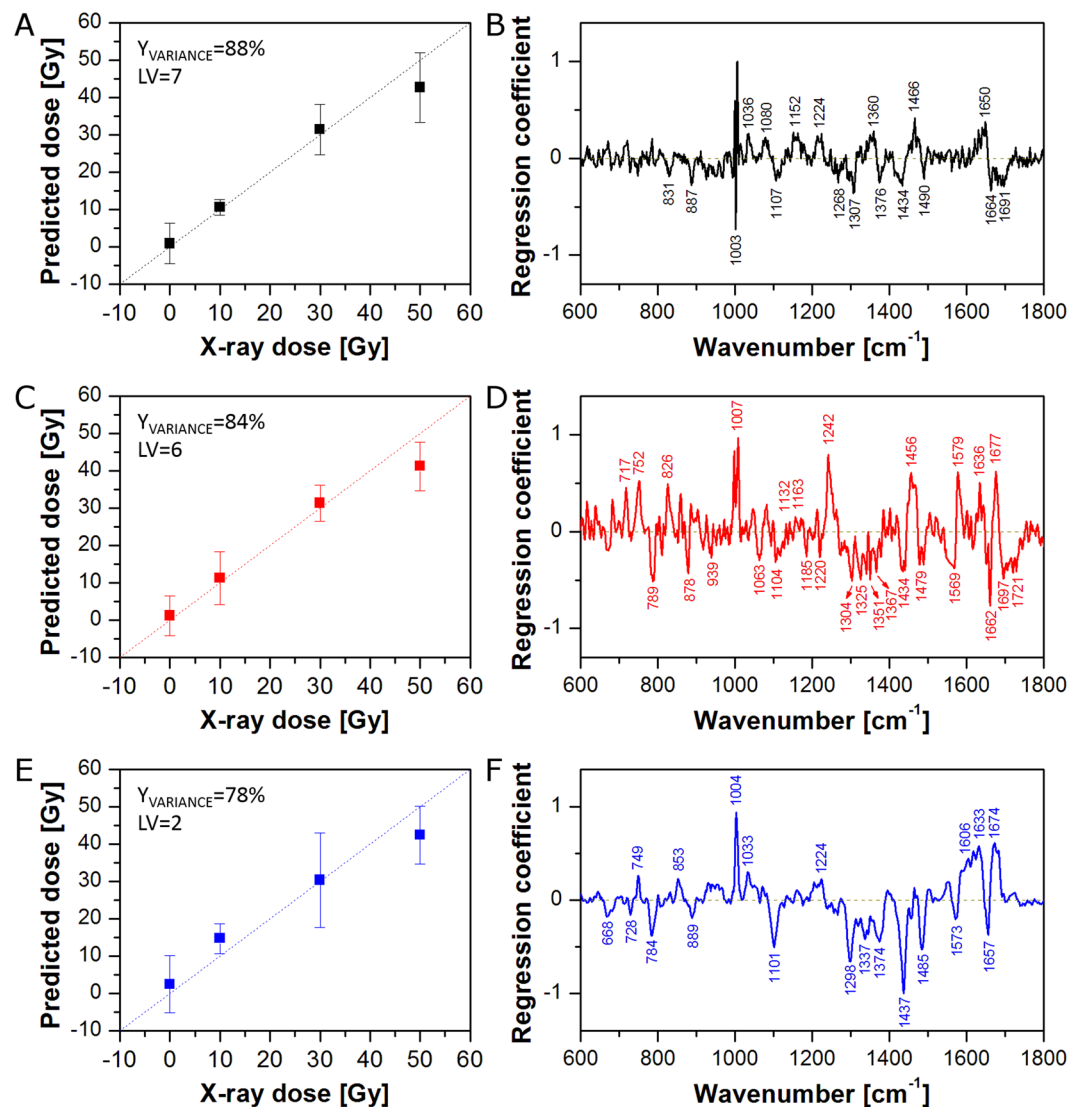 A
Y_VARIANCE=88%
LV=7
Predicted dose [Gy]
60
50
40
30
20
10
0
-10
-10 0 10 20 30 40 50 60
X-ray dose [Gy]
B
Regression coefficient
1
0
-1
1036 1080 1152 1224 1360 1466 1650
831 887 1003 1107 1268 1307 1376 1434 1490 1664 1691
600 800 1000 1200 1400 1600 1800
Wavenumber [cm⁻¹]
C
Y_VARIANCE=84%
LV=6
Predicted dose [Gy]
60
50
40
30
20
10
0
-10
-10 0 10 20 30 40 50 60
X-ray dose [Gy]
D
Regression coefficient
1
0
-1
717 752 826 1007 1132 1163 1242 1456 1579 1636 1677
789 878 939 1063 1104 1185 1220 1304 1325 1351 1367 1434 1479 1569 1662 1697 1721
600 800 1000 1200 1400 1600 1800
Wavenumber [cm⁻¹]
E
Y_VARIANCE=78%
LV=2
Predicted dose [Gy]
60
50
40
30
20
10
0
-10
-10 0 10 20 30 40 50 60
X-ray dose [Gy]
F
Regression coefficient
1
0
-1
749 853 1004 1033 1224 1606 1633 1674
668 728 784 889 1101 1298 1337 1374 1437 1485 1573 1657
600 800 1000 1200 1400 1600 1800
Wavenumber [cm⁻¹]